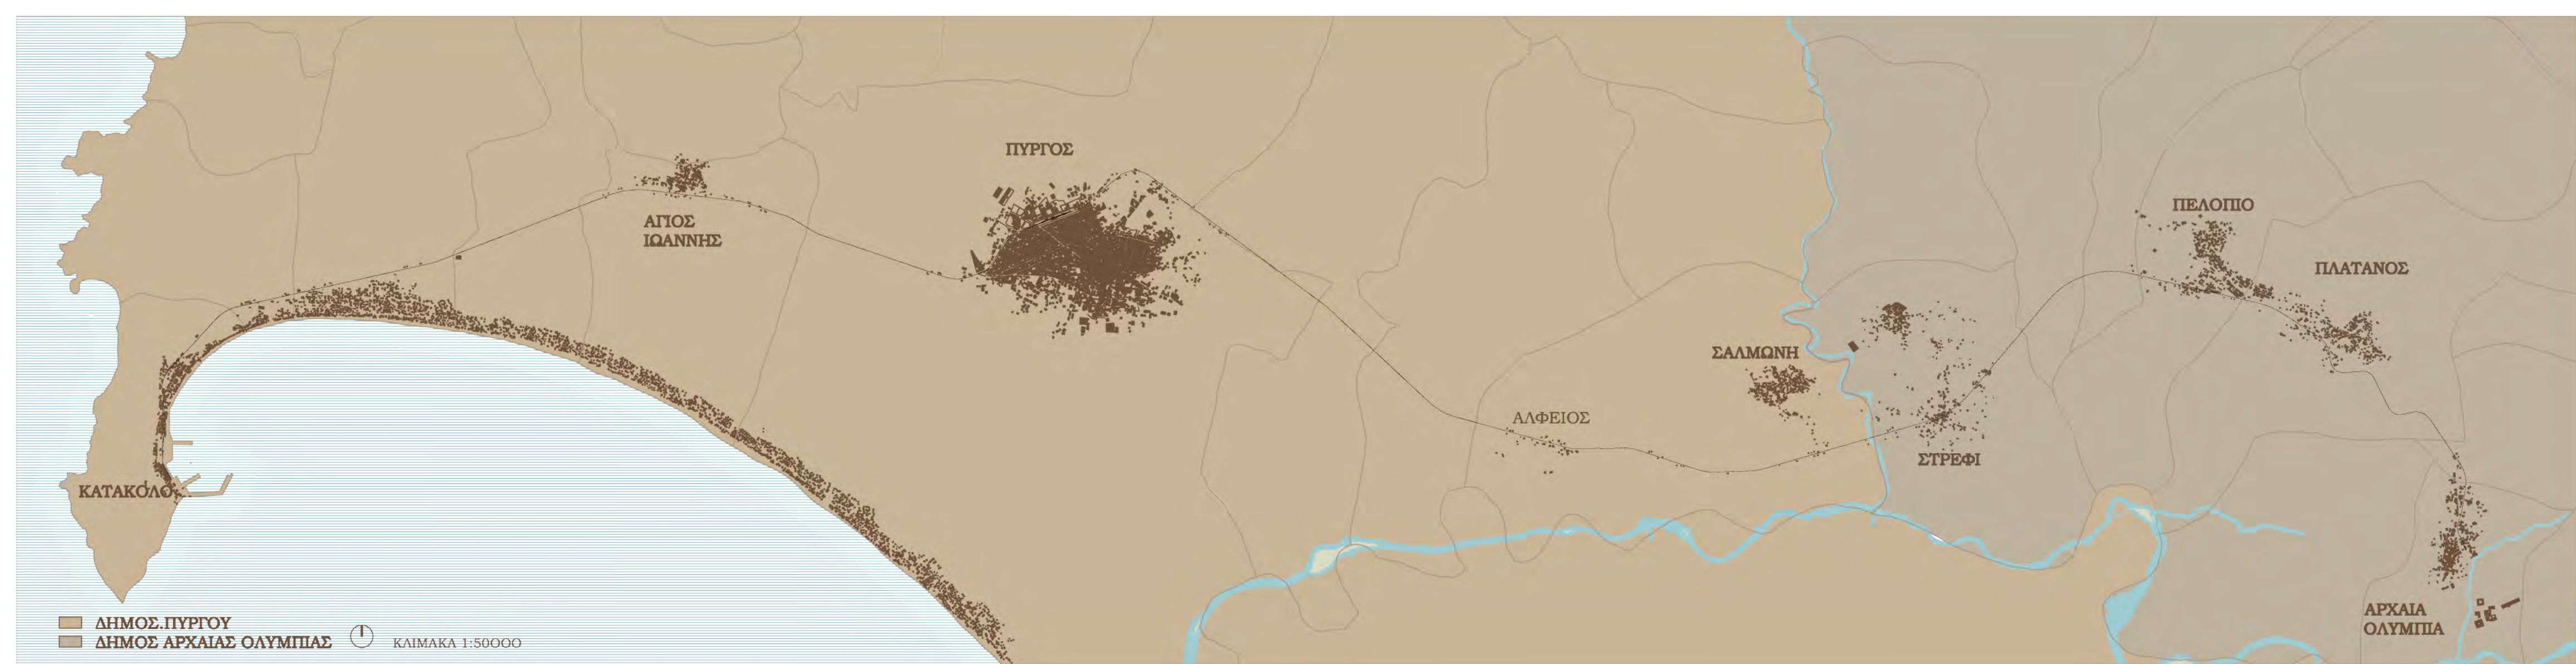 ΠΥΡΓΟΣ
ΑΓΙΟΣ
ΙΩΑΝΝΗΣ
ΠΕΛΟΠΙΟ
ΠΛΑΤΑΝΟΣ
ΣΑΛΜΩΝΗ
ΑΛΦΕΙΟΣ
ΣΤΡΕΦΙ
ΚΑΤΑΚΟΛΟ
ΑΡΧΑΙΑ
ΟΛΥΜΠΙΑ
ΔΗΜΟΣ.ΠΥΡΓΟΥ
ΔΗΜΟΣ ΑΡΧΑΙΑΣ ΟΛΥΜΠΙΑΣ
ΚΛΙΜΑΚΑ 1:50000